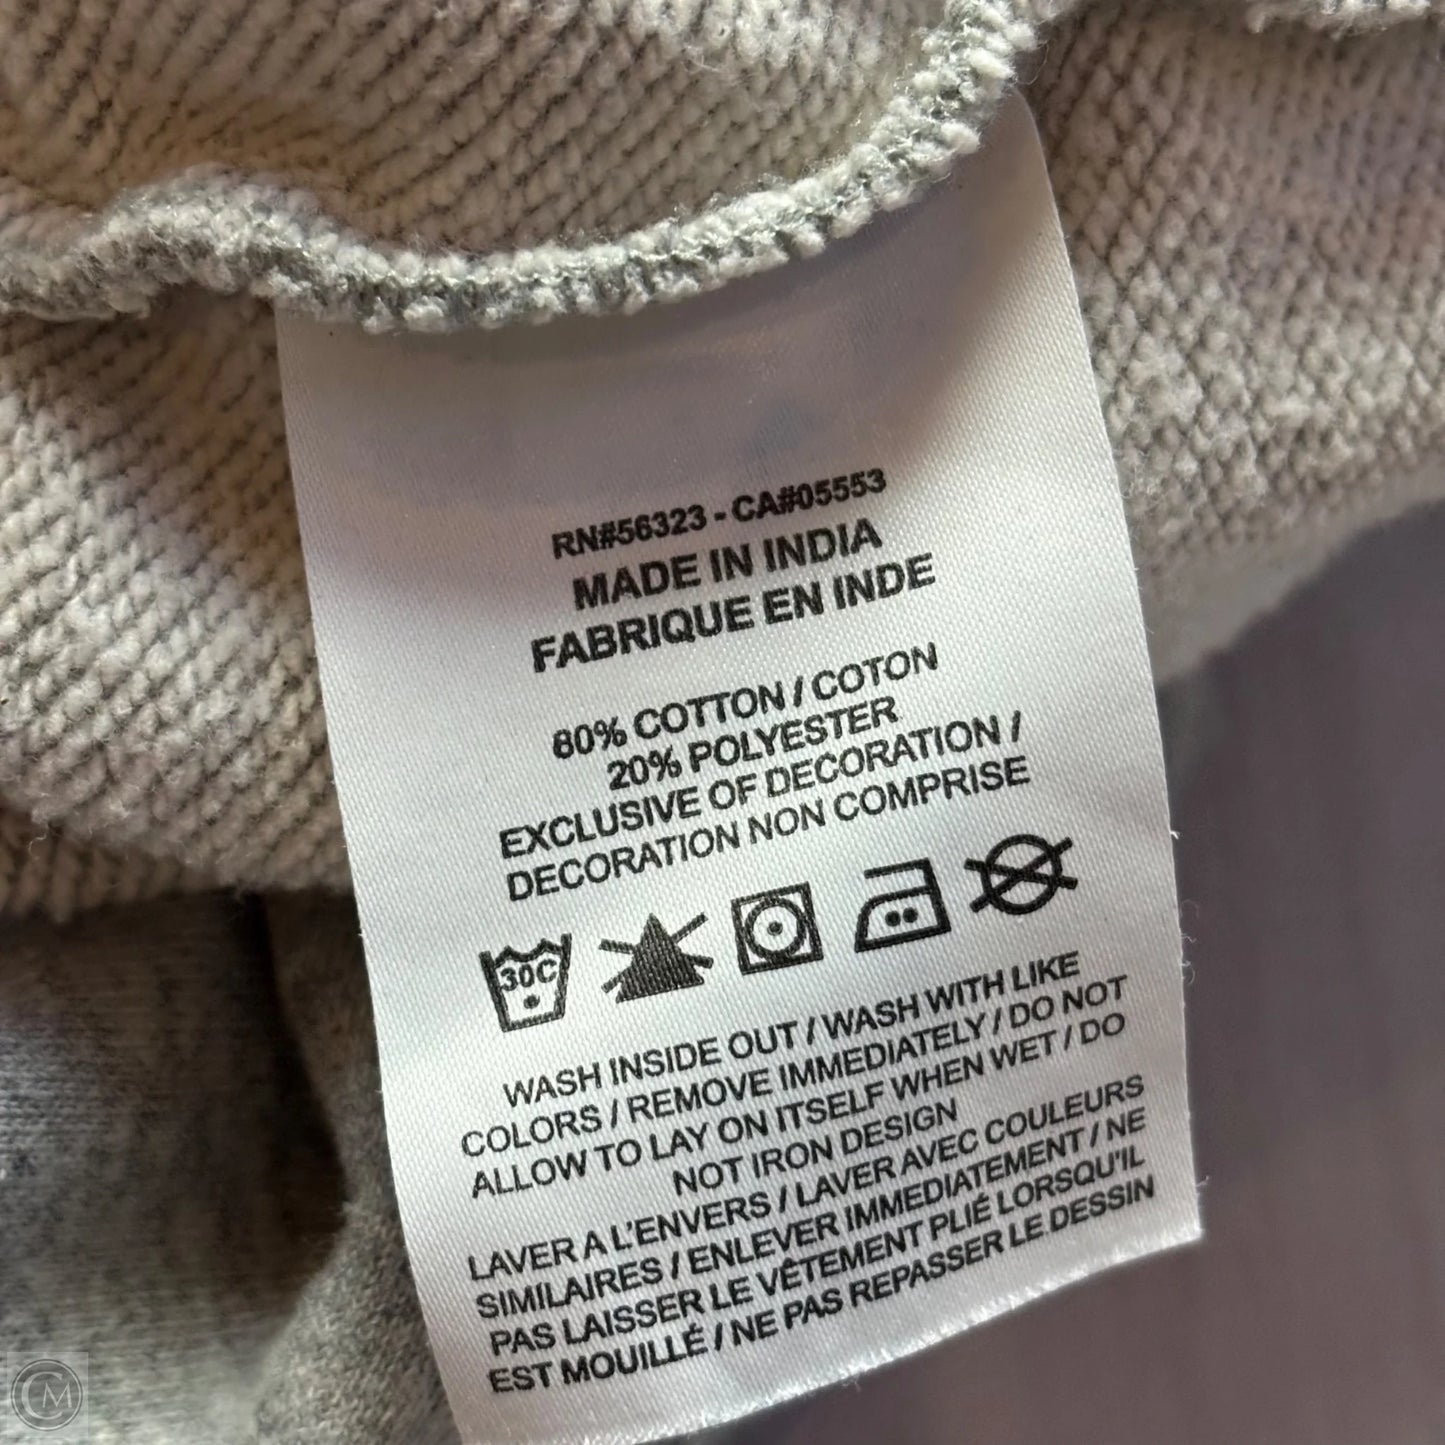 RN#56323 - CA#05553
MADE IN INDIA
FABRIQUE EN INDE
80% COTTON / COTON
20% POLYESTER
EXCLUSIVE OF DECORATION /
DECORATION NON COMPRISE
30C
WASH INSIDE OUT / WASH WITH LIKE
COLORS / REMOVE IMMEDIATELY / DO NOT
ALLOW TO LAY ON ITSELF WHEN WET / DO
NOT IRON DESIGN
LAVER A L'ENVERS / LAVER AVEC COULEURS
SIMILAIRES / ENLEVER IMMEDIATEMENT / NE
PAS LAISSER LE VÊTEMENT PLIÉ LORSQU'IL
EST MOUILLÉ / NE PAS REPASSER LE DESSIN
CM